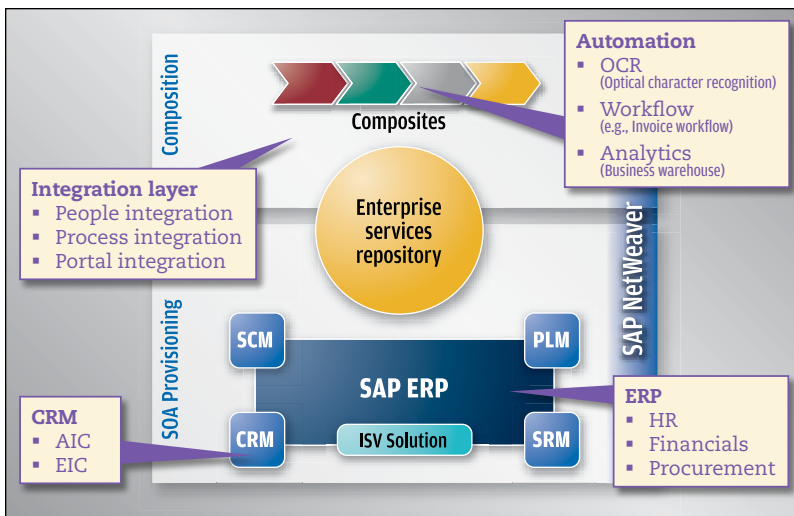 Composition
Composites
Automation
▪ OCR
(Optical character recognition)
▪ Workflow
(e.g., Invoice workflow)
▪ Analytics
(Business warehouse)
Integration layer
▪ People integration
▪ Process integration
▪ Portal integration
Enterprise
services
repository
SAP NetWeaver
SOA Provisioning
SCM
PLM
SAP ERP
CRM
ISV Solution
SRM
CRM
▪ AIC
▪ EIC
ERP
▪ HR
▪ Financials
▪ Procurement